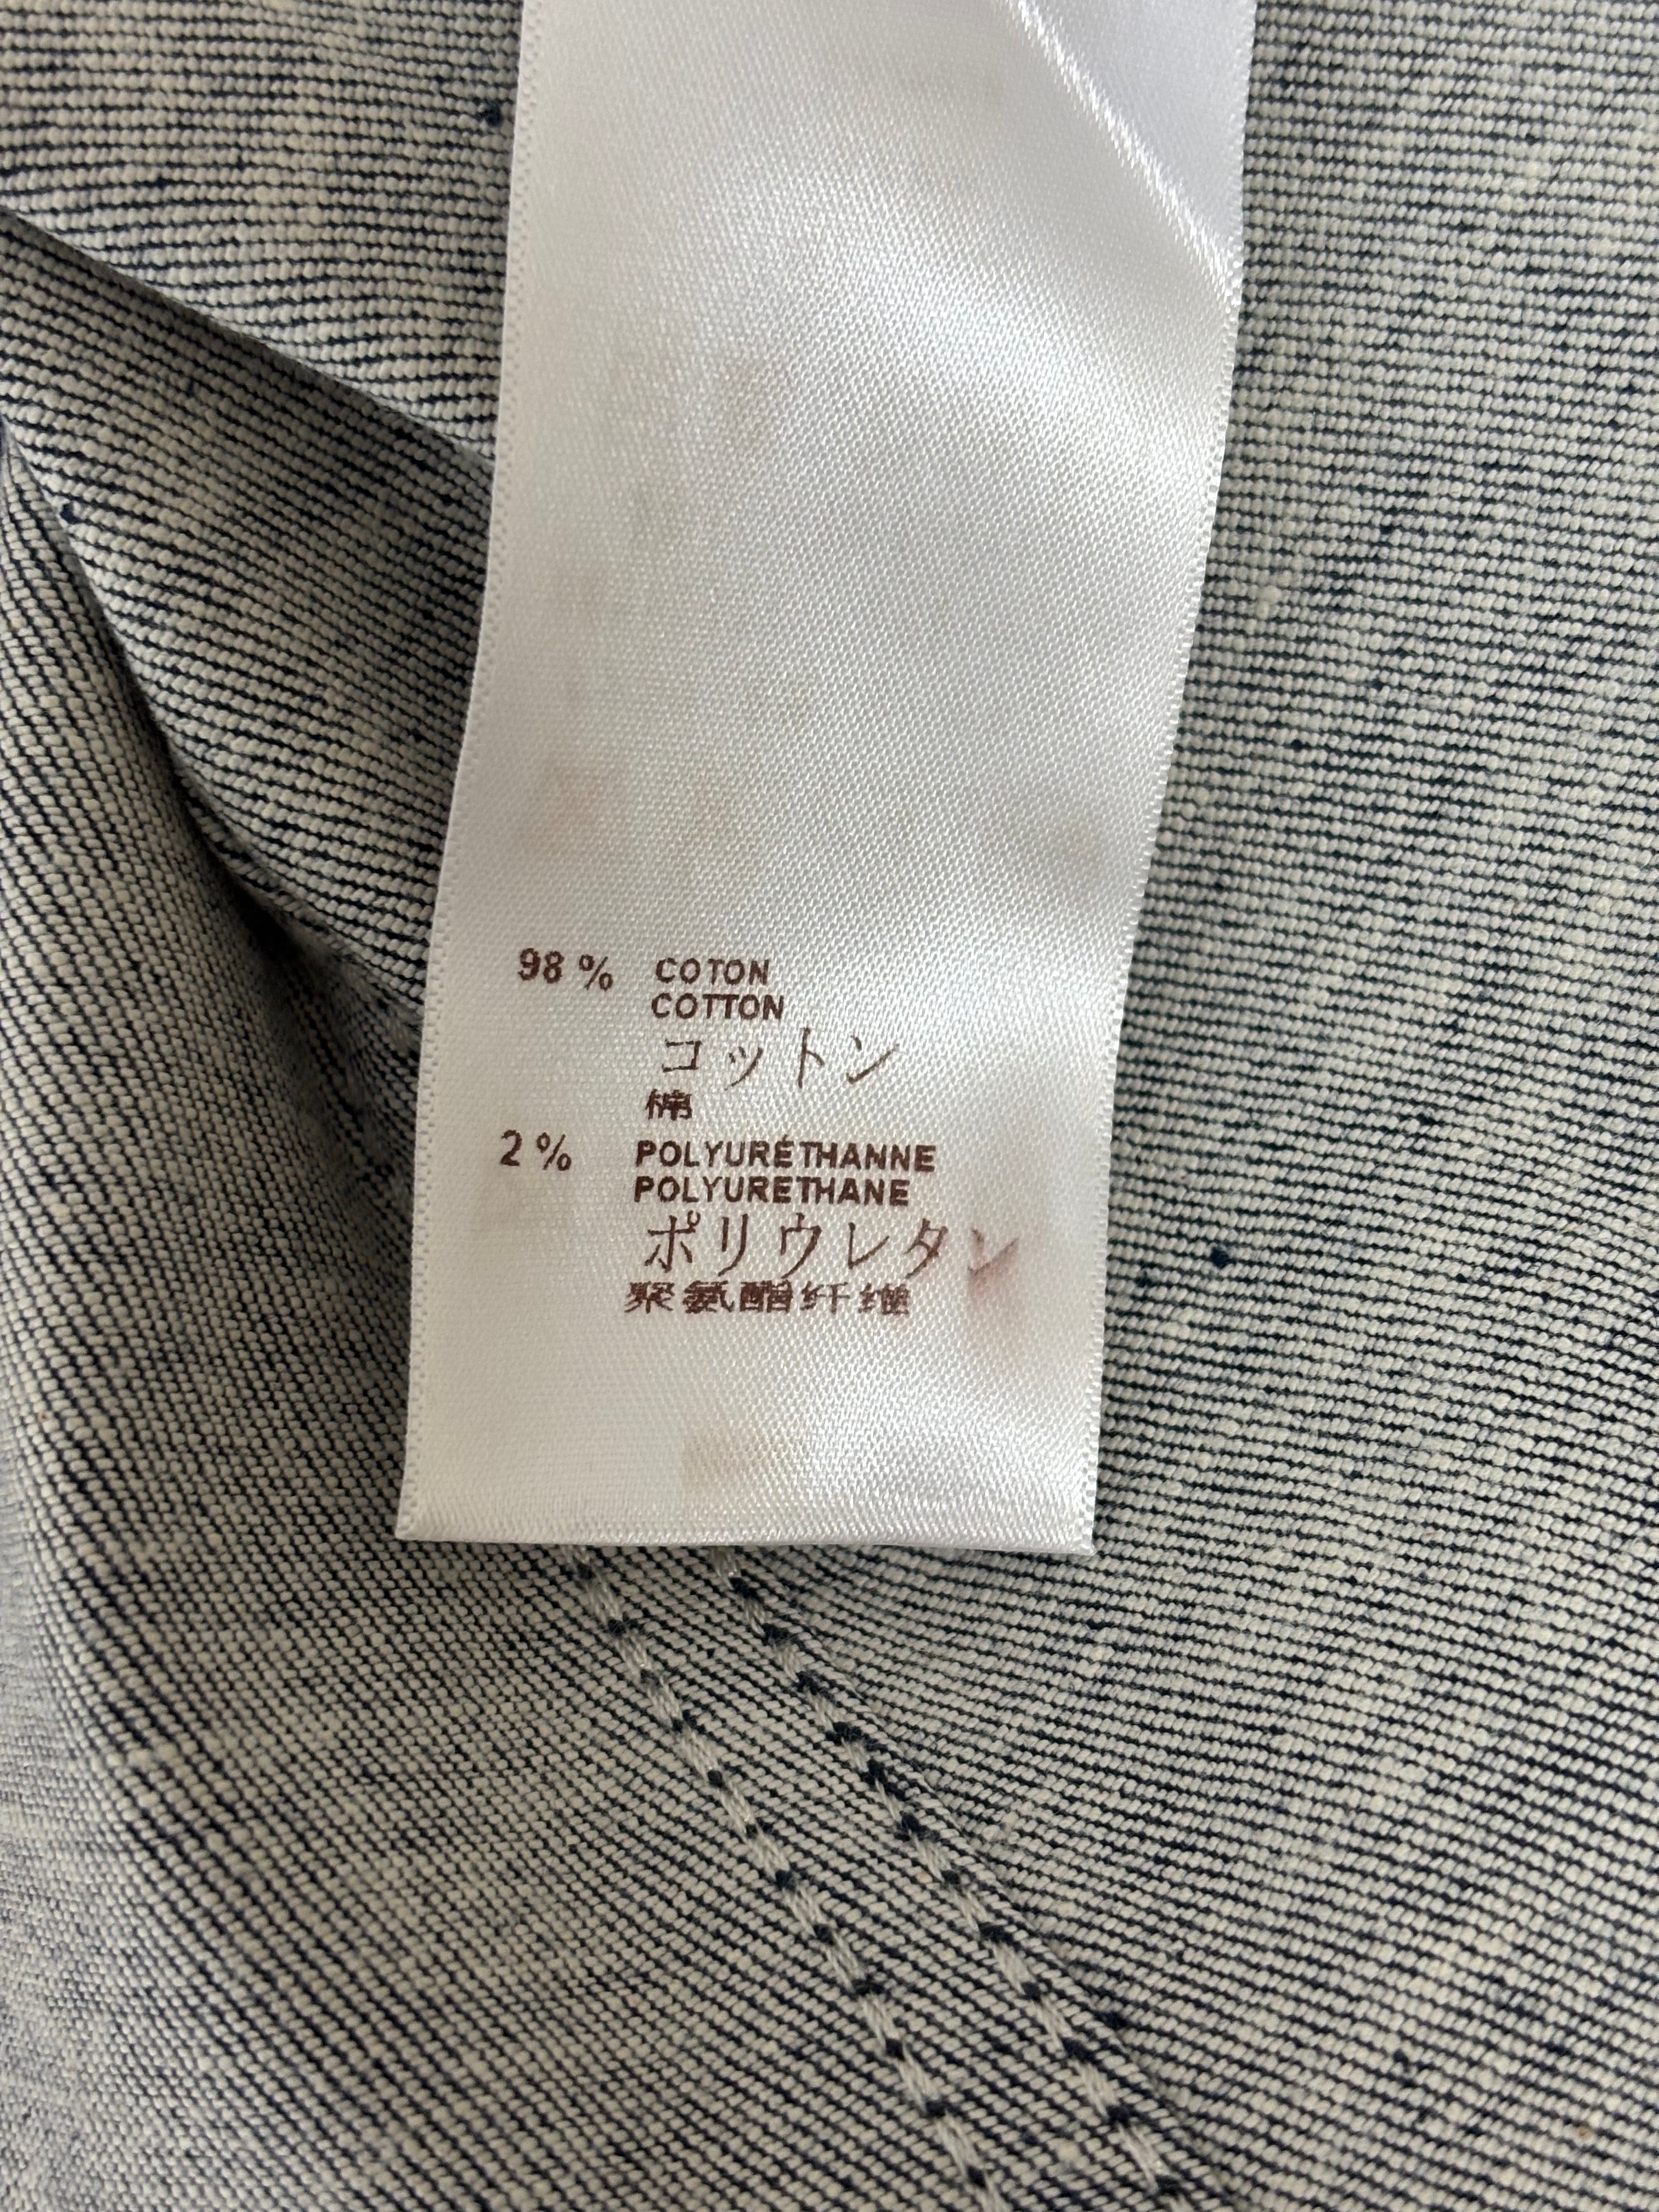 98 % COTON
COTTON
コットン
棉
2 % POLYURÉTHANNE
POLYURETHANE
ポリウレタン
聚氨酯纤维